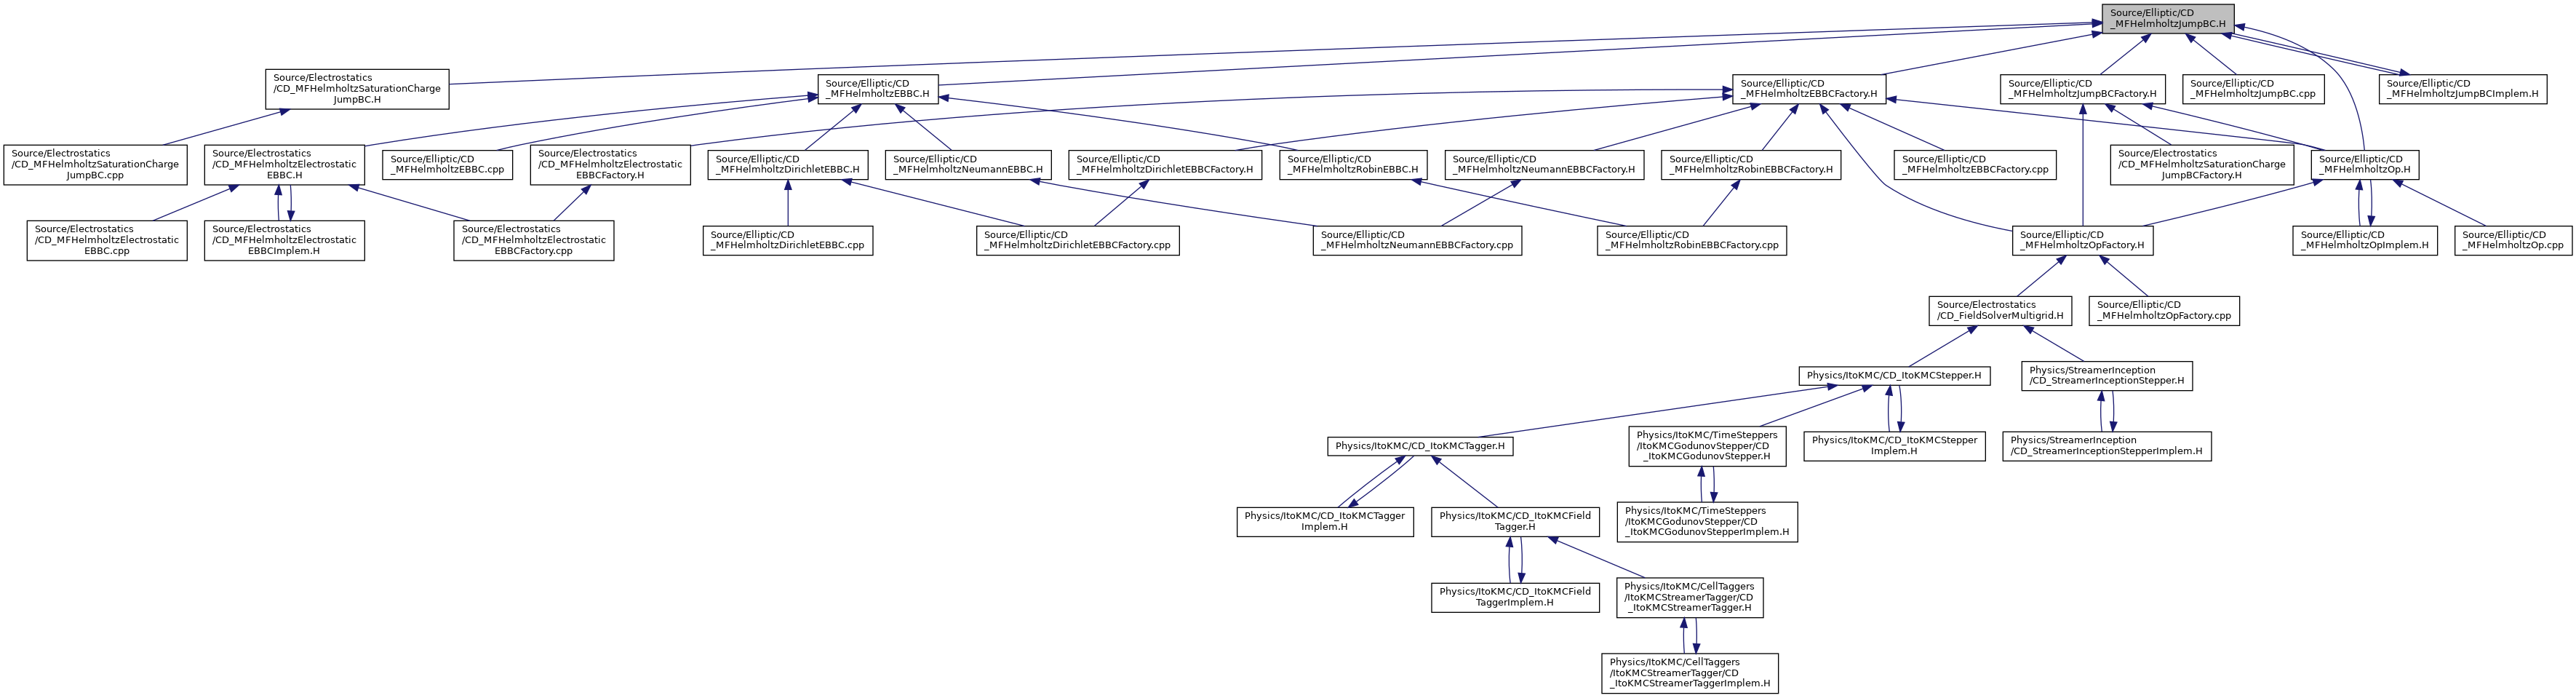 Source/Elliptic/CD
_MFHelmholtzJumpBC.H
Source/Electrostatics
/CD_MFHelmholtzSaturationCharge
JumpBC.H
Source/Elliptic/CD
_MFHelmholtzEBBC.H
Source/Elliptic/CD
_MFHelmholtzEBBCFactory.H
Source/Elliptic/CD
_MFHelmholtzJumpBCFactory.H
Source/Elliptic/CD
_MFHelmholtzJumpBC.cpp
Source/Elliptic/CD
_MFHelmholtzJumpBCImplem.H
Source/Electrostatics
/CD_MFHelmholtzSaturationCharge
JumpBC.cpp
Source/Electrostatics
/CD_MFHelmholtzElectrostatic
EBBC.H
Source/Elliptic/CD
_MFHelmholtzEBBC.cpp
Source/Electrostatics
/CD_MFHelmholtzElectrostatic
EBBCFactory.H
Source/Elliptic/CD
_MFHelmholtzDirichletEBBC.H
Source/Elliptic/CD
_MFHelmholtzNeumannEBBC.H
Source/Elliptic/CD
_MFHelmholtzDirichletEBBCFactory.H
Source/Elliptic/CD
_MFHelmholtzRobinEBBC.H
Source/Elliptic/CD
_MFHelmholtzNeumannEBBCFactory.H
Source/Elliptic/CD
_MFHelmholtzRobinEBBCFactory.H
Source/Elliptic/CD
_MFHelmholtzEBBCFactory.cpp
Source/Electrostatics
/CD_MFHelmholtzSaturationCharge
JumpBCFactory.H
Source/Elliptic/CD
_MFHelmholtzOp.H
Source/Electrostatics
/CD_MFHelmholtzElectrostatic
EBBC.cpp
Source/Electrostatics
/CD_MFHelmholtzElectrostatic
EBBCImplem.H
Source/Electrostatics
/CD_MFHelmholtzElectrostatic
EBBCFactory.cpp
Source/Elliptic/CD
_MFHelmholtzDirichletEBBC.cpp
Source/Elliptic/CD
_MFHelmholtzDirichletEBBCFactory.cpp
Source/Elliptic/CD
_MFHelmholtzNeumannEBBCFactory.cpp
Source/Elliptic/CD
_MFHelmholtzRobinEBBCFactory.cpp
Source/Elliptic/CD
_MFHelmholtzOpFactory.H
Source/Elliptic/CD
_MFHelmholtzOpImplem.H
Source/Elliptic/CD
_MFHelmholtzOp.cpp
Source/Electrostatics
/CD_FieldSolverMultigrid.H
Source/Elliptic/CD
_MFHelmholtzOpFactory.cpp
Physics/ItoKMC/CD_ItoKMCStepper.H
Physics/StreamerInception
/CD_StreamerInceptionStepper.H
Physics/ItoKMC/CD_ItoKMCTagger.H
Physics/ItoKMC/TimeSteppers
/ItoKMCGodunovStepper/CD
_ItoKMCGodunovStepper.H
Physics/ItoKMC/CD_ItoKMCStepper
Implem.H
Physics/StreamerInception
/CD_StreamerInceptionStepperImplem.H
Physics/ItoKMC/CD_ItoKMCTagger
Implem.H
Physics/ItoKMC/CD_ItoKMCField
Tagger.H
Physics/ItoKMC/TimeSteppers
/ItoKMCGodunovStepper/CD
_ItoKMCGodunovStepperImplem.H
Physics/ItoKMC/CD_ItoKMCField
TaggerImplem.H
Physics/ItoKMC/CellTaggers
/ItoKMCStreamerTagger/CD
_ItoKMCStreamerTagger.H
Physics/ItoKMC/CellTaggers
/ItoKMCStreamerTagger/CD
_ItoKMCStreamerTaggerImplem.H